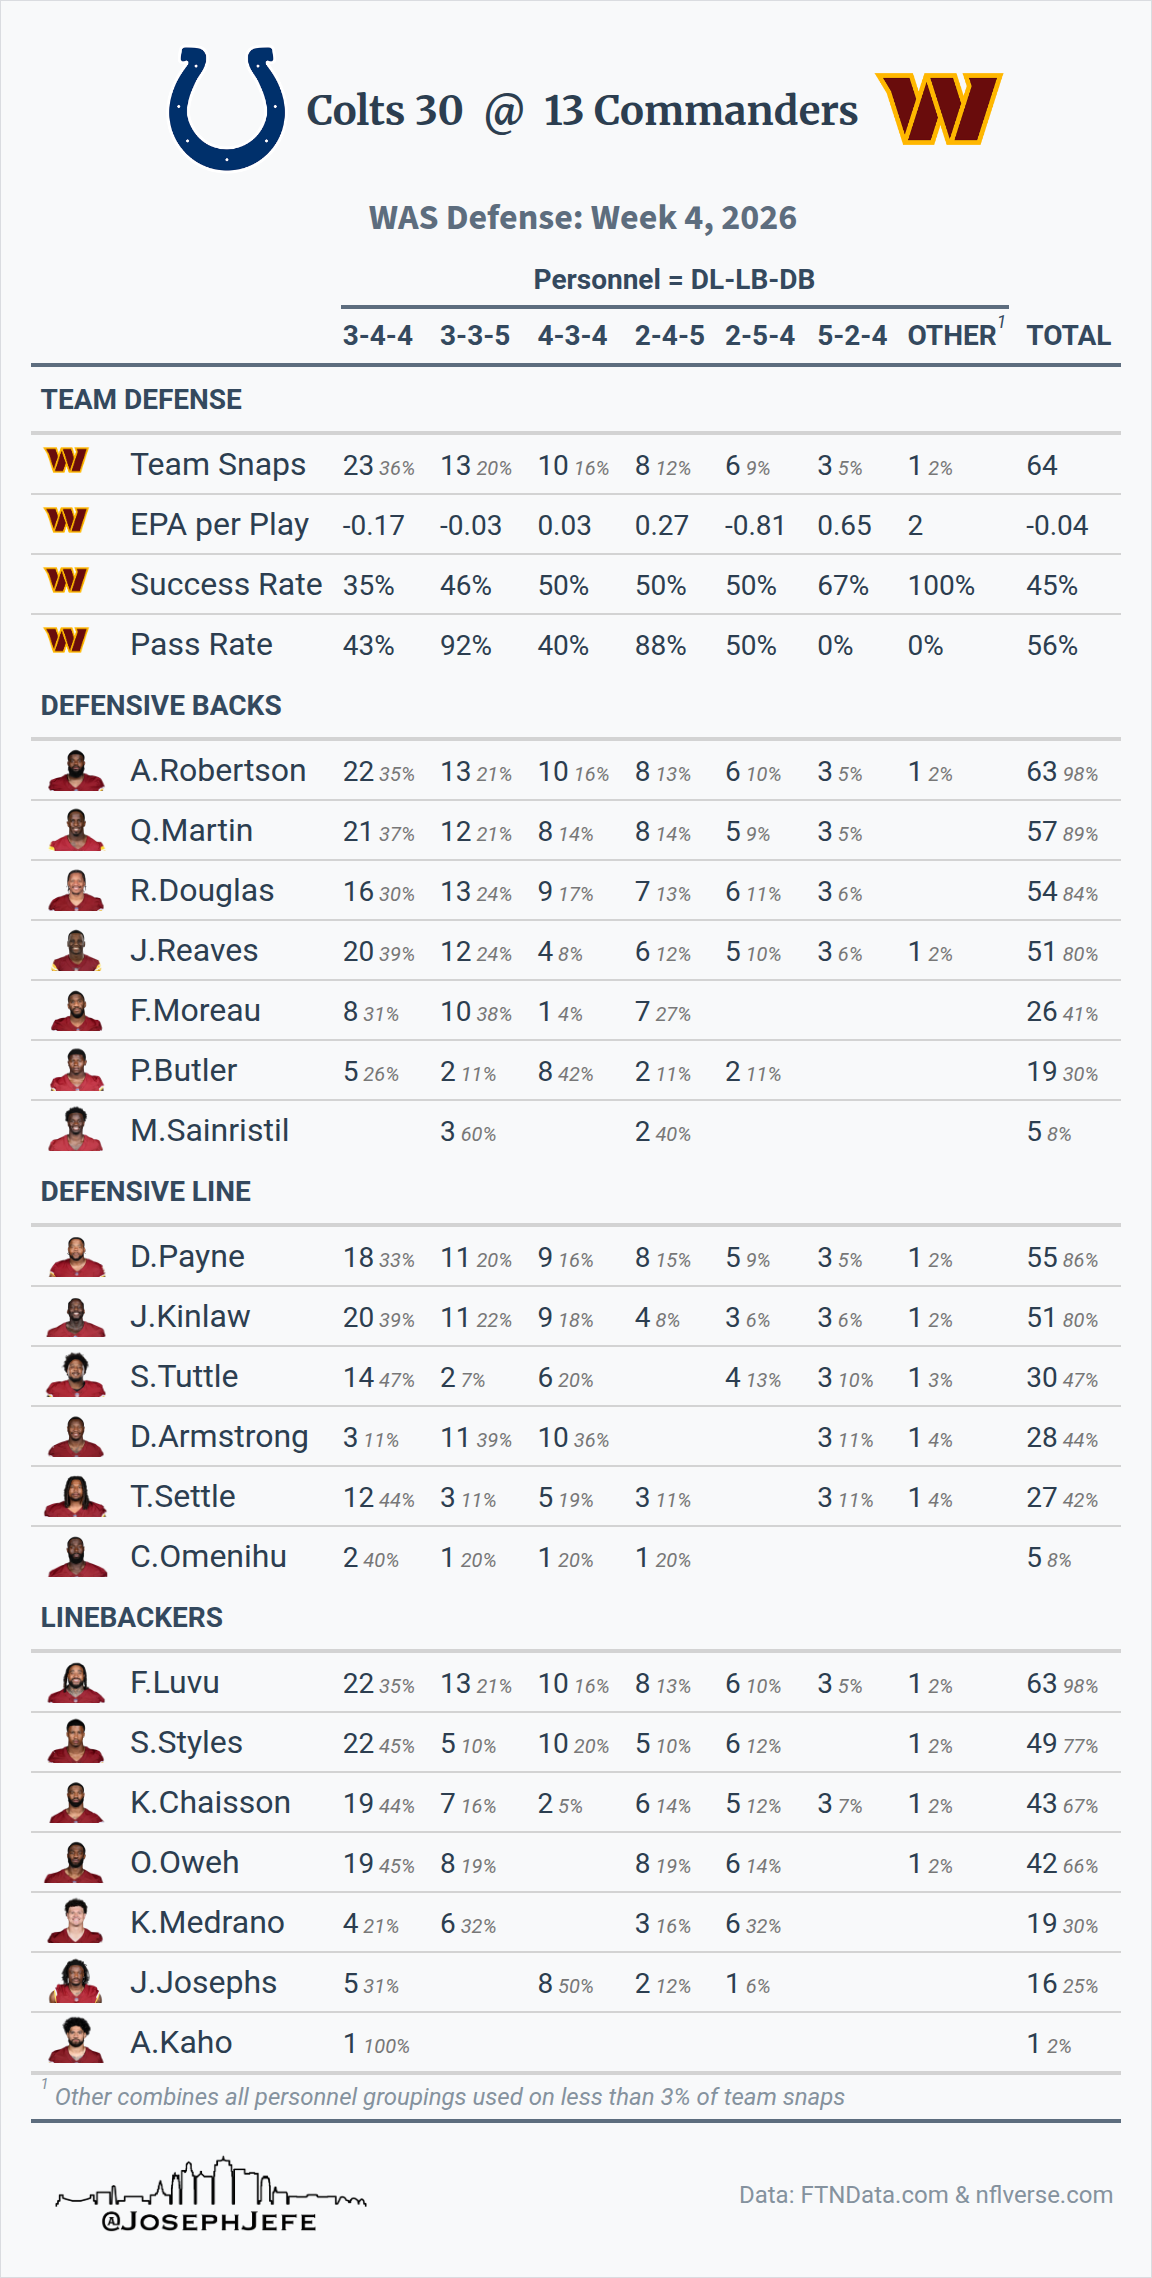 Colts 30 @ 13 Commanders
WAS Defense: Week 4, 2026
Personnel = DL-LB-DB
3-4-4 3-3-5 4-3-4 2-4-5 2-5-4 5-2-4 OTHER1 TOTAL
TEAM DEFENSE
Team Snaps 23 36% 13 20% 10 16% 8 12% 6 9% 3 5% 1 2% 64
EPA per Play -0.17 -0.03 0.03 0.27 -0.81 0.65 2 -0.04
Success Rate 35% 46% 50% 50% 50% 67% 100% 45%
Pass Rate 43% 92% 40% 88% 50% 0% 0% 56%
DEFENSIVE BACKS
A.Robertson 22 35% 13 21% 10 16% 8 13% 6 10% 3 5% 1 2% 63 98%
Q.Martin 21 37% 12 21% 8 14% 8 14% 5 9% 3 5% 57 89%
R.Douglas 16 30% 13 24% 9 17% 7 13% 6 11% 3 6% 54 84%
J.Reaves 20 39% 12 24% 4 8% 6 12% 5 10% 3 6% 1 2% 51 80%
F.Moreau 8 31% 10 38% 1 4% 7 27% 26 41%
P.Butler 5 26% 2 11% 8 42% 2 11% 2 11% 19 30%
M.Sainristil 3 60% 2 40% 5 8%
DEFENSIVE LINE
D.Payne 18 33% 11 20% 9 16% 8 15% 5 9% 3 5% 1 2% 55 86%
J.Kinlaw 20 39% 11 22% 9 18% 4 8% 3 6% 3 6% 1 2% 51 80%
S.Tuttle 14 47% 2 7% 6 20% 4 13% 3 10% 1 3% 30 47%
D.Armstrong 3 11% 11 39% 10 36% 3 11% 1 4% 28 44%
T.Settle 12 44% 3 11% 5 19% 3 11% 3 11% 1 4% 27 42%
C.Omenihu 2 40% 1 20% 1 20% 1 20% 5 8%
LINEBACKERS
F.Luvu 22 35% 13 21% 10 16% 8 13% 6 10% 3 5% 1 2% 63 98%
S.Styles 22 45% 5 10% 10 20% 5 10% 6 12% 1 2% 49 77%
K.Chaisson 19 44% 7 16% 2 5% 6 14% 5 12% 3 7% 1 2% 43 67%
O.Oweh 19 45% 8 19% 8 19% 6 14% 1 2% 42 66%
K.Medrano 4 21% 6 32% 3 16% 6 32% 19 30%
J.Josephs 5 31% 8 50% 2 12% 1 6% 16 25%
A.Kaho 1 100% 1 2%
1 Other combines all personnel groupings used on less than 3% of team snaps
@JOSEPHJEFE
Data: FTNData.com & nflverse.com